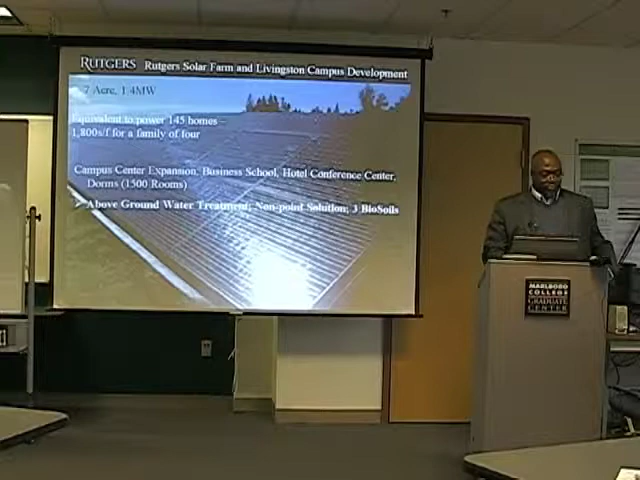 RUTGERS Rutgers Solar Farm and Livingston Campus Development
7 Acre, 1.4MW
Equivalent to power 145 homes –
1,800s/f for a family of four
Campus Center Expansion, Business School, Hotel Conference Center,
Dorms (1500 Rooms)
Above Ground Water Treatment; Non-point Solution; 3 BioSoils
MARLBORO
COLLEGE
GRADUATE
CENTER